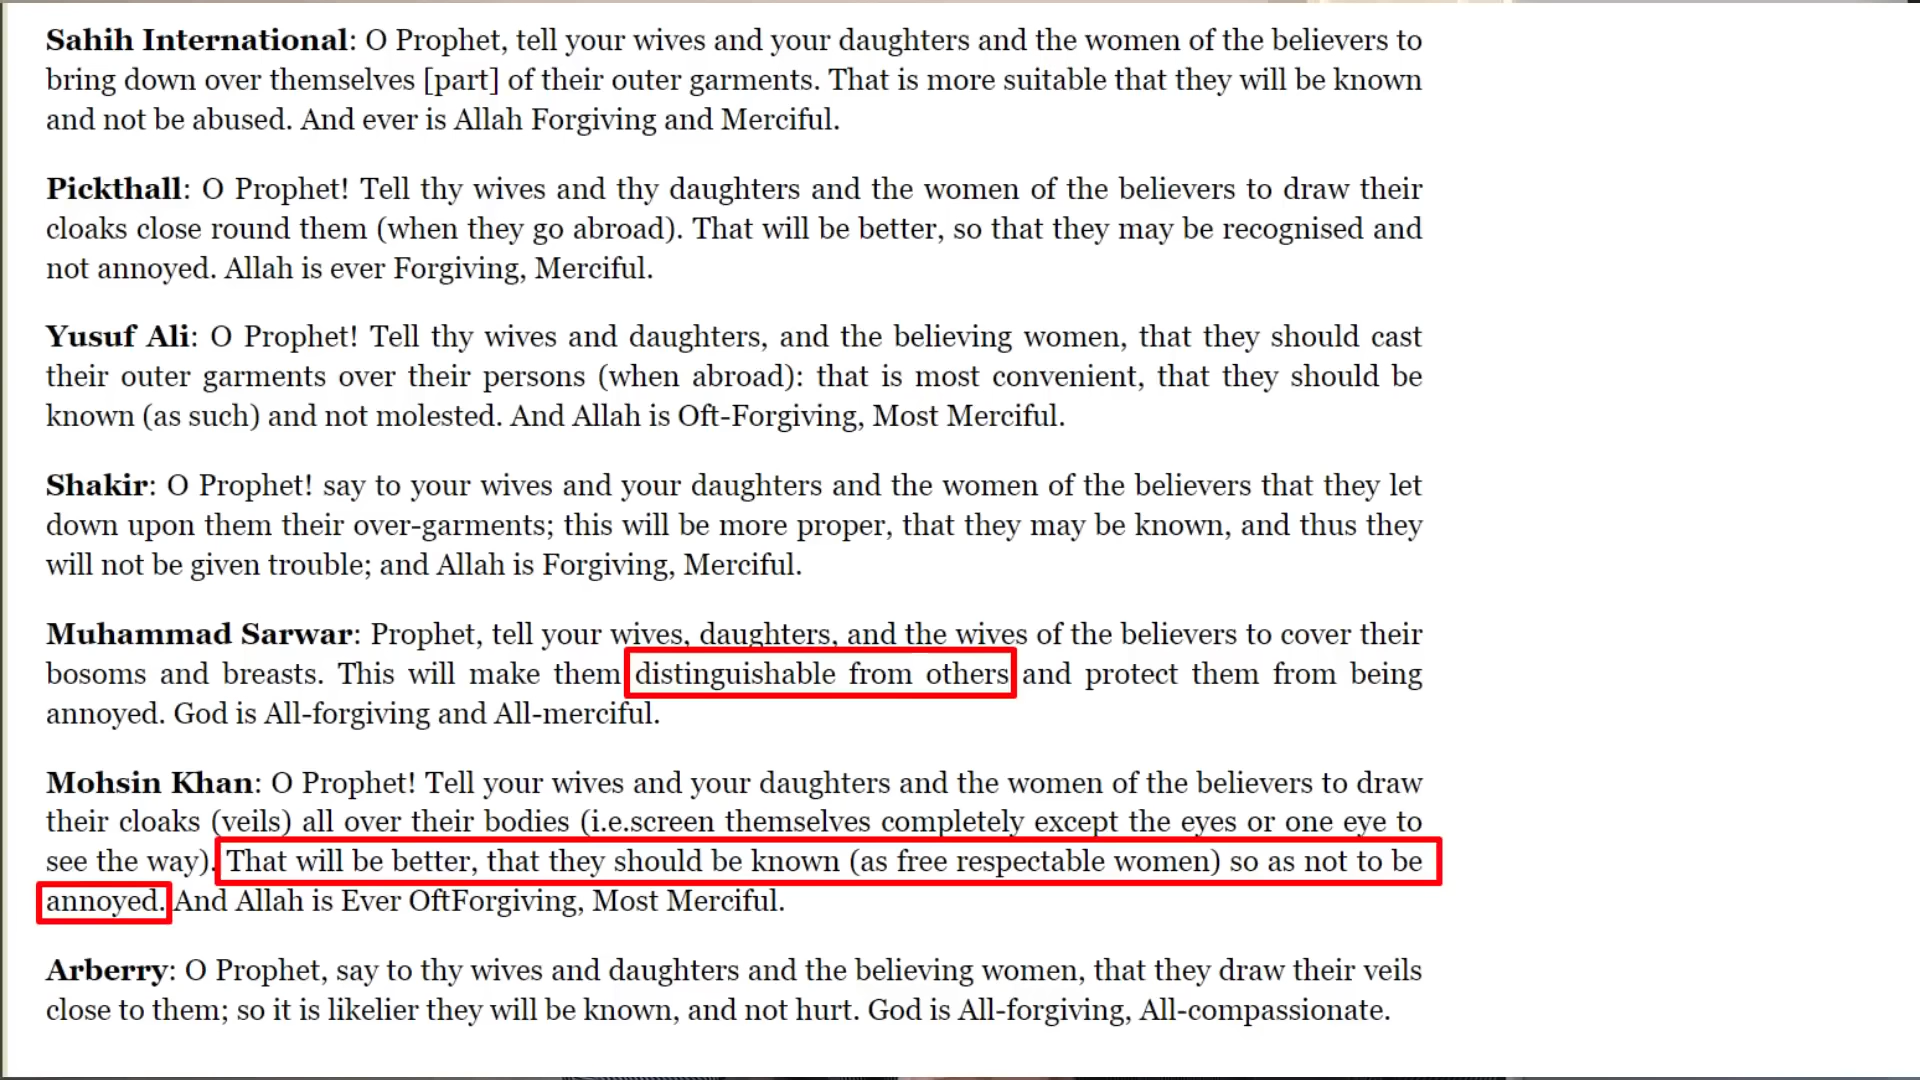 Sahih International: O Prophet, tell your wives and your daughters and the women of the believers to
bring down over themselves [part] of their outer garments. That is more suitable that they will be known
and not be abused. And ever is Allah Forgiving and Merciful.
Pickthall: O Prophet! Tell thy wives and thy daughters and the women of the believers to draw their
cloaks close round them (when they go abroad). That will be better, so that they may be recognised and
not annoyed. Allah is ever Forgiving, Merciful.
Yusuf Ali: O Prophet! Tell thy wives and daughters, and the believing women, that they should cast
their outer garments over their persons (when abroad): that is most convenient, that they should be
known (as such) and not molested. And Allah is Oft-Forgiving, Most Merciful.
Shakir: O Prophet! say to your wives and your daughters and the women of the believers that they let
down upon them their over-garments; this will be more proper, that they may be known, and thus they
will not be given trouble; and Allah is Forgiving, Merciful.
Muhammad Sarwar: Prophet, tell your wives, daughters, and the wives of the believers to cover their
bosoms and breasts. This will make them distinguishable from others and protect them from being
annoyed. God is All-forgiving and All-merciful.
Mohsin Khan: O Prophet! Tell your wives and your daughters and the women of the believers to draw
their cloaks (veils) all over their bodies (i.e.screen themselves completely except the eyes or one eye to
see the way). That will be better, that they should be known (as free respectable women) so as not to be
annoyed. And Allah is Ever OftForgiving, Most Merciful.
Arberry: O Prophet, say to thy wives and daughters and the believing women, that they draw their veils
close to them; so it is likelier they will be known, and not hurt. God is All-forgiving, All-compassionate.